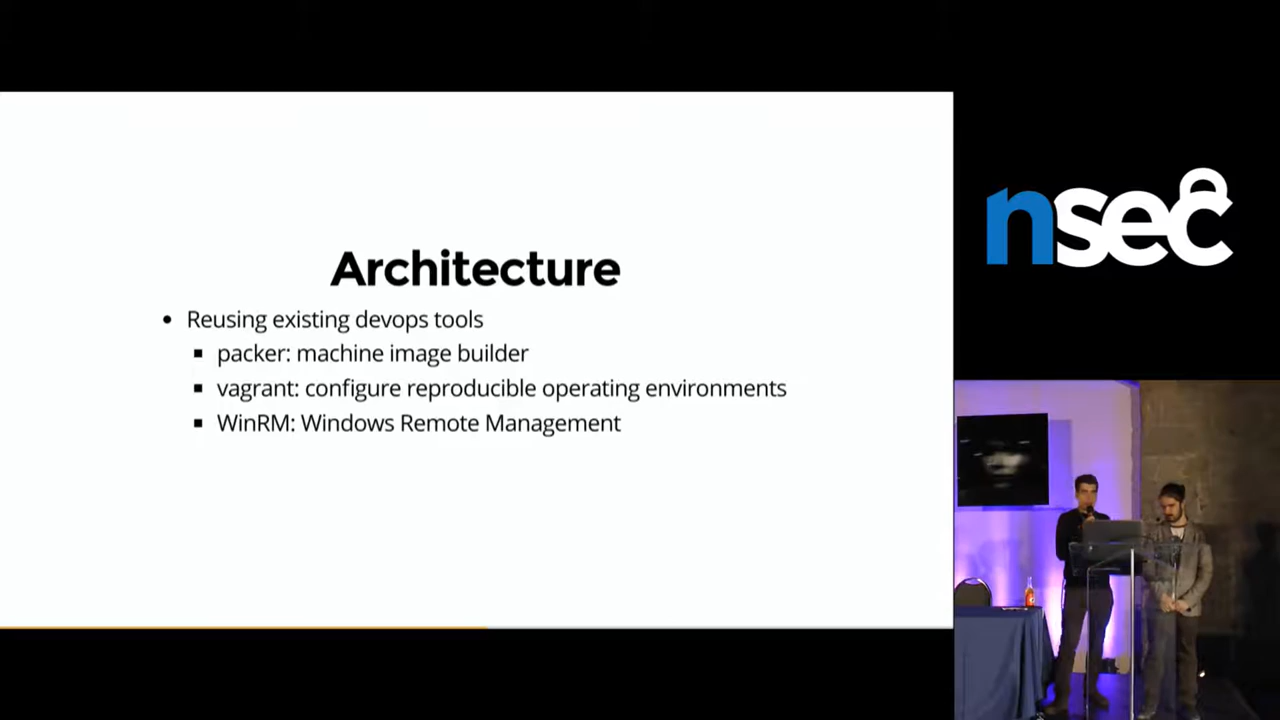 Architecture
Reusing existing devops tools
packer: machine image builder
vagrant: configure reproducible operating environments
WinRM: Windows Remote Management
nsec